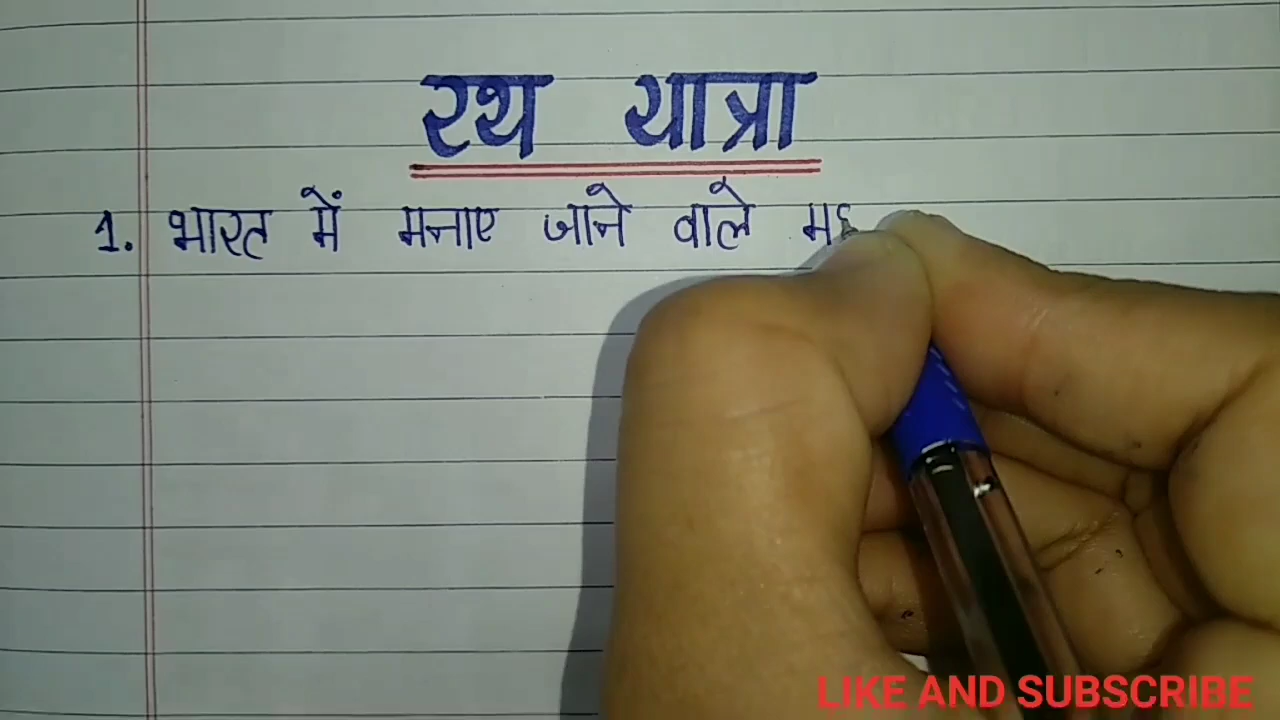 रथ यात्रा
1. भारत में मनाए जाने वाले
LIKE AND SUBSCRIBE